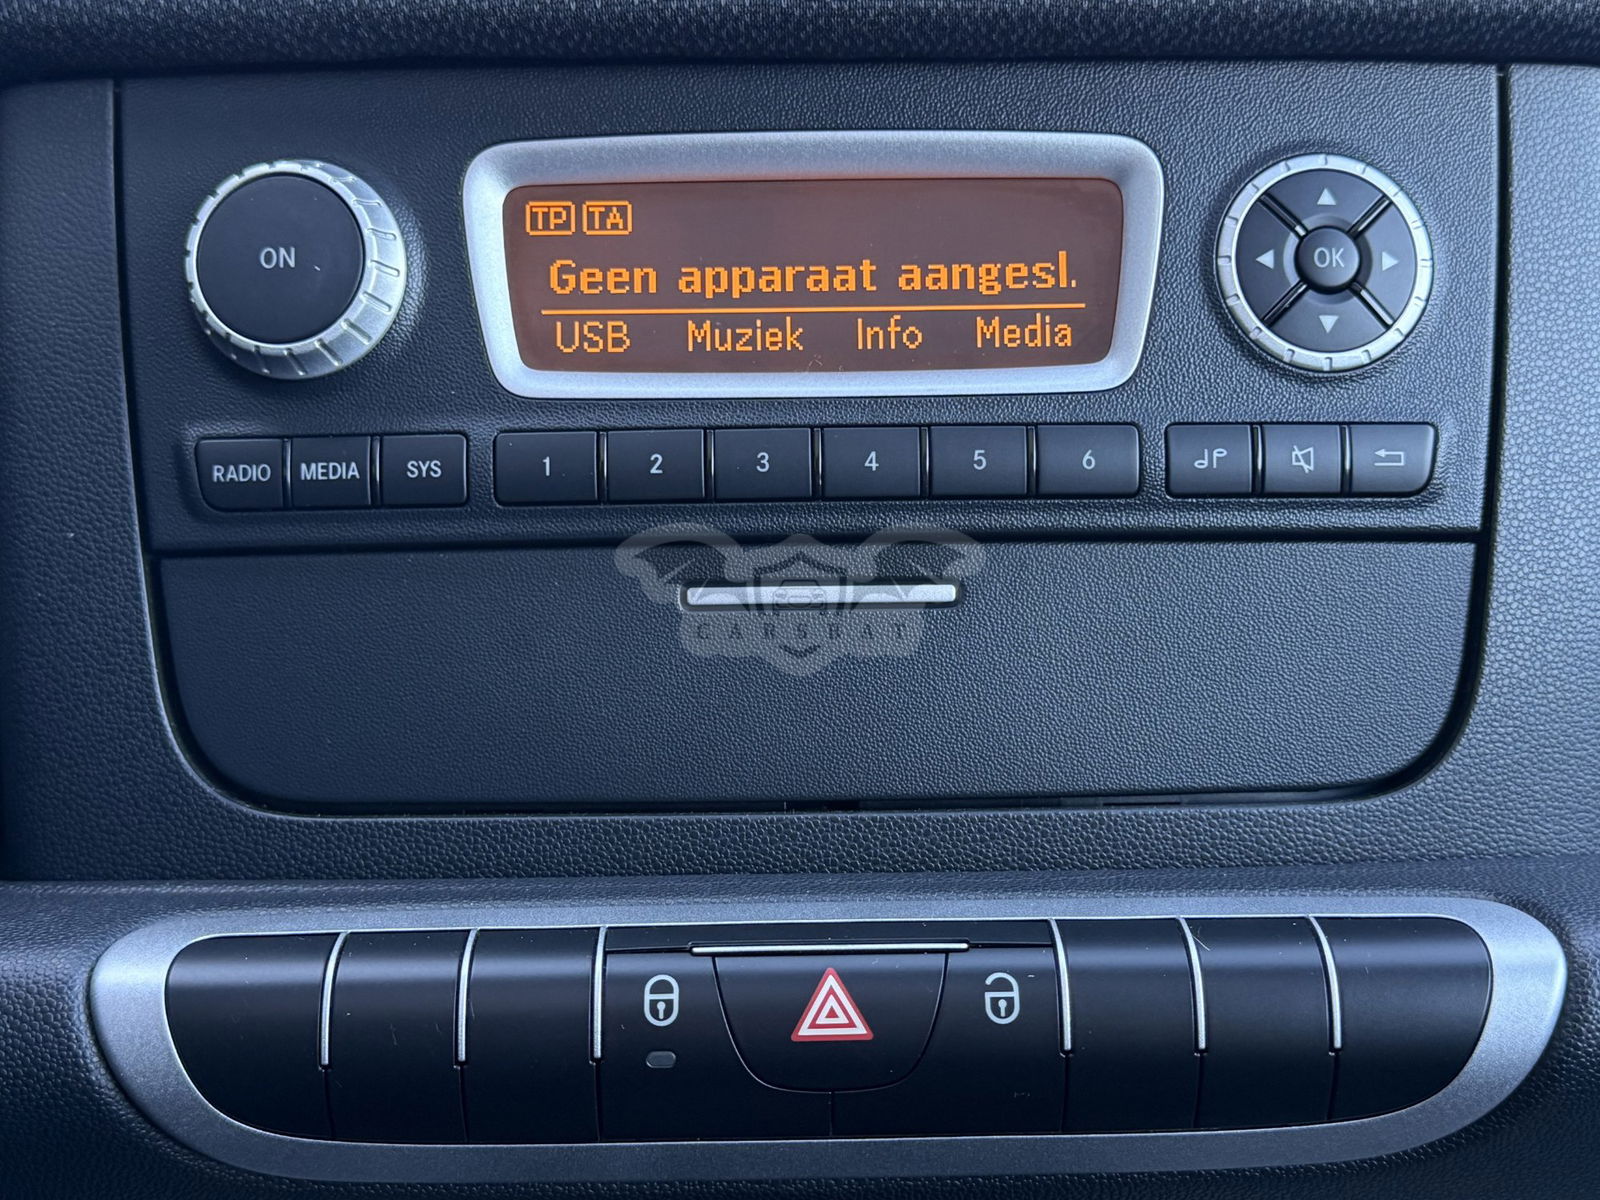 TP TA
ON
Geen apparaat aangesl.
OK
USB Muziek Info Media
RADIO MEDIA SYS 1 2 3 4 5 6
CARSHAT